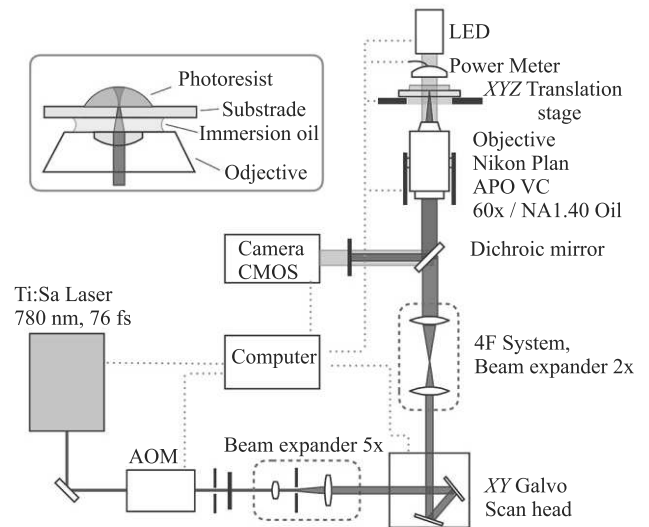 LED
Power Meter
XYZ Translation
stage
Photoresist
Substrade
Immersion oil
Odjective
Objective
Nikon Plan
APO VC
60x / NA1.40 Oil
Camera
CMOS
Dichroic mirror
Ti:Sa Laser
780 nm, 76 fs
Computer
4F System,
Beam expander 2x
AOM
Beam expander 5x
XY Galvo
Scan head